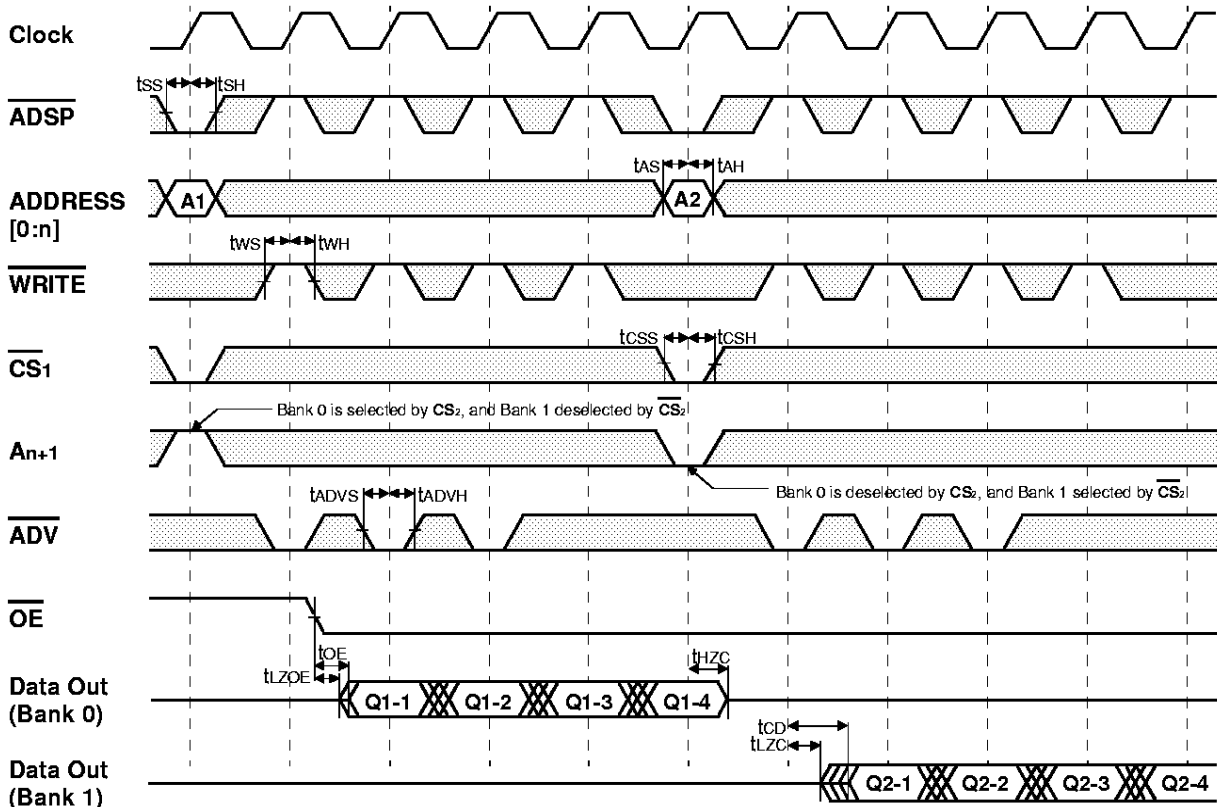 Clock
tSS tSH
ADSP
tAS tAH
ADDRESS A1 A2
[0:n]
tWS tWH
WRITE
tCSS tCSH
CS1
Bank 0 is selected by CS2, and Bank 1 deselected by CS2
An+1
Bank 0 is deselected by CS2, and Bank 1 selected by CS2
tADVS tADVH
ADV
OE
tOE tHZC
tLZOE
Data Out Q1-1 Q1-2 Q1-3 Q1-4
(Bank 0)
tCD
tLZC
Data Out Q2-1 Q2-2 Q2-3 Q2-4
(Bank 1)